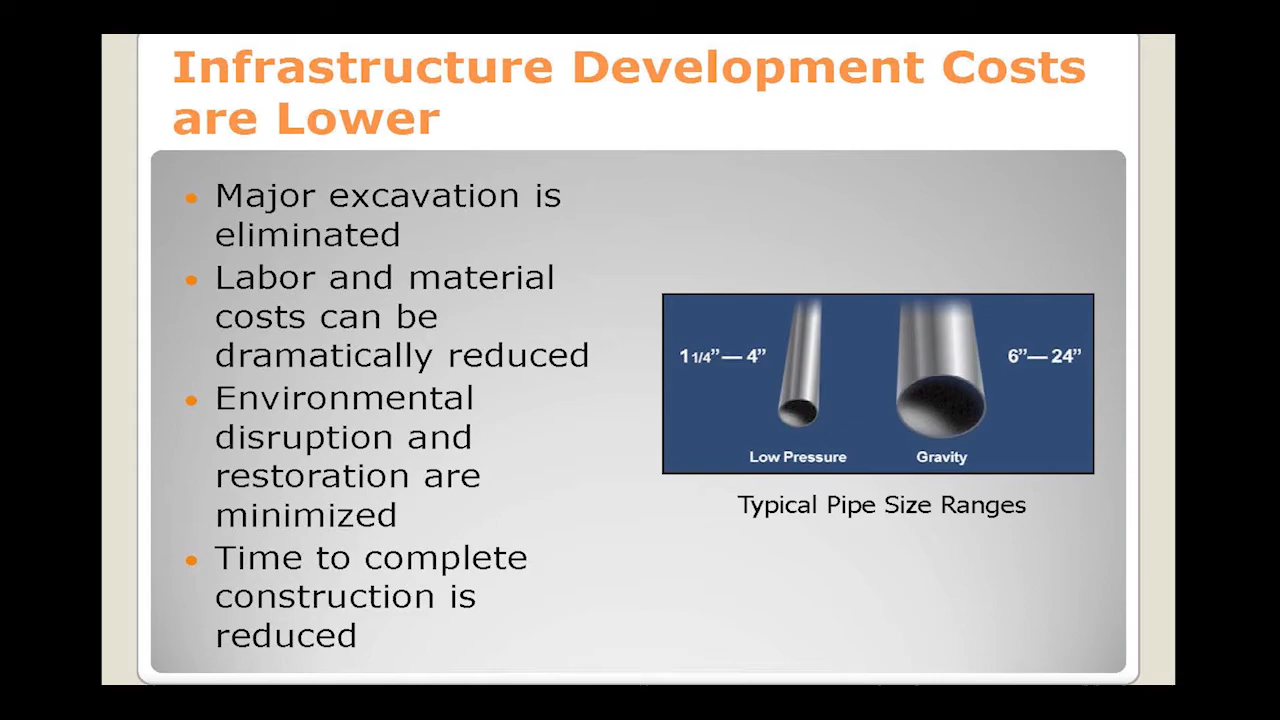 Infrastructure Development Costs
are Lower
Major excavation is
eliminated
Labor and material
costs can be
dramatically reduced
Environmental
disruption and
restoration are
minimized
Time to complete
construction is
reduced
1 1/4”— 4”
6”— 24”
Low Pressure
Gravity
Typical Pipe Size Ranges